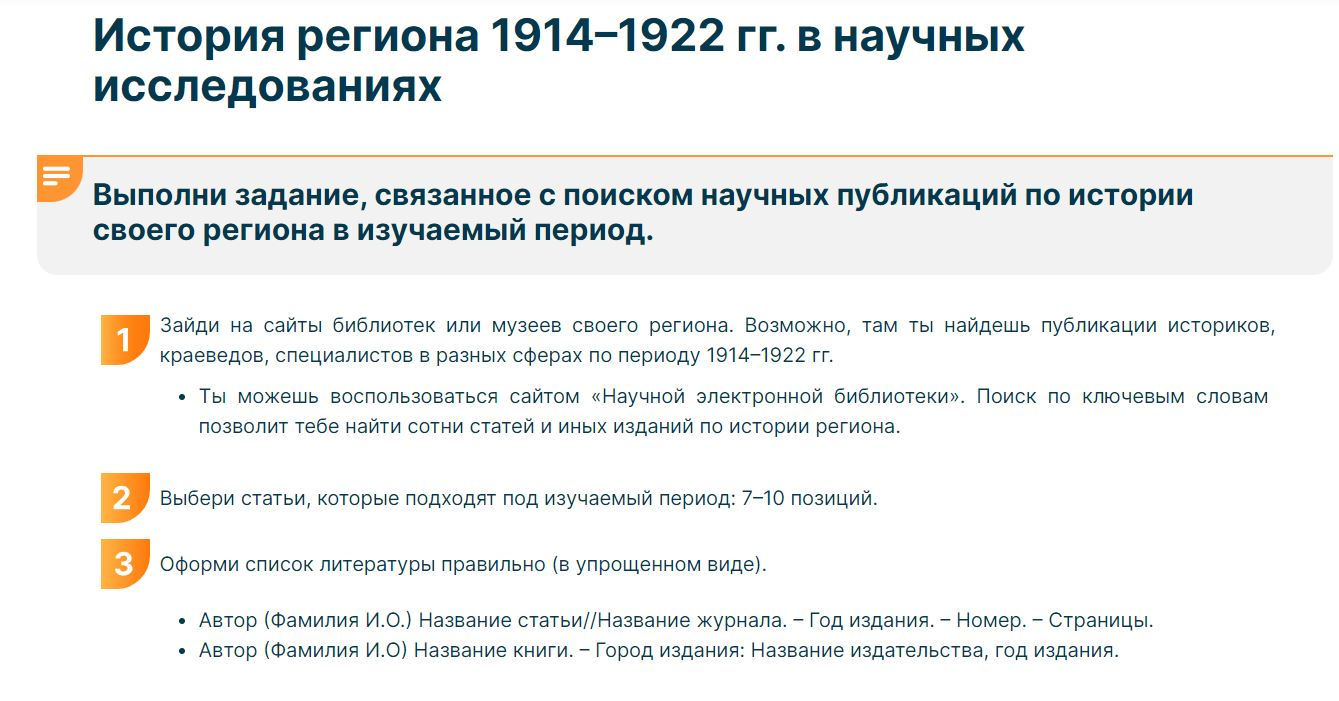 История региона 1914–1922 гг. в научных
исследованиях
Выполни задание, связанное с поиском научных публикаций по истории
своего региона в изучаемый период.
1
Зайди на сайты библиотек или музеев своего региона. Возможно, там ты найдешь публикации историков,
краеведов, специалистов в разных сферах по периоду 1914–1922 гг.
• Ты можешь воспользоваться сайтом «Научной электронной библиотеки». Поиск по ключевым словам
позволит тебе найти сотни статей и иных изданий по истории региона.
2
Выбери статьи, которые подходят под изучаемый период: 7–10 позиций.
3
Оформи список литературы правильно (в упрощенном виде).
• Автор (Фамилия И.О.) Название статьи//Название журнала. – Год издания. – Номер. – Страницы.
• Автор (Фамилия И.О) Название книги. – Город издания: Название издательства, год издания.